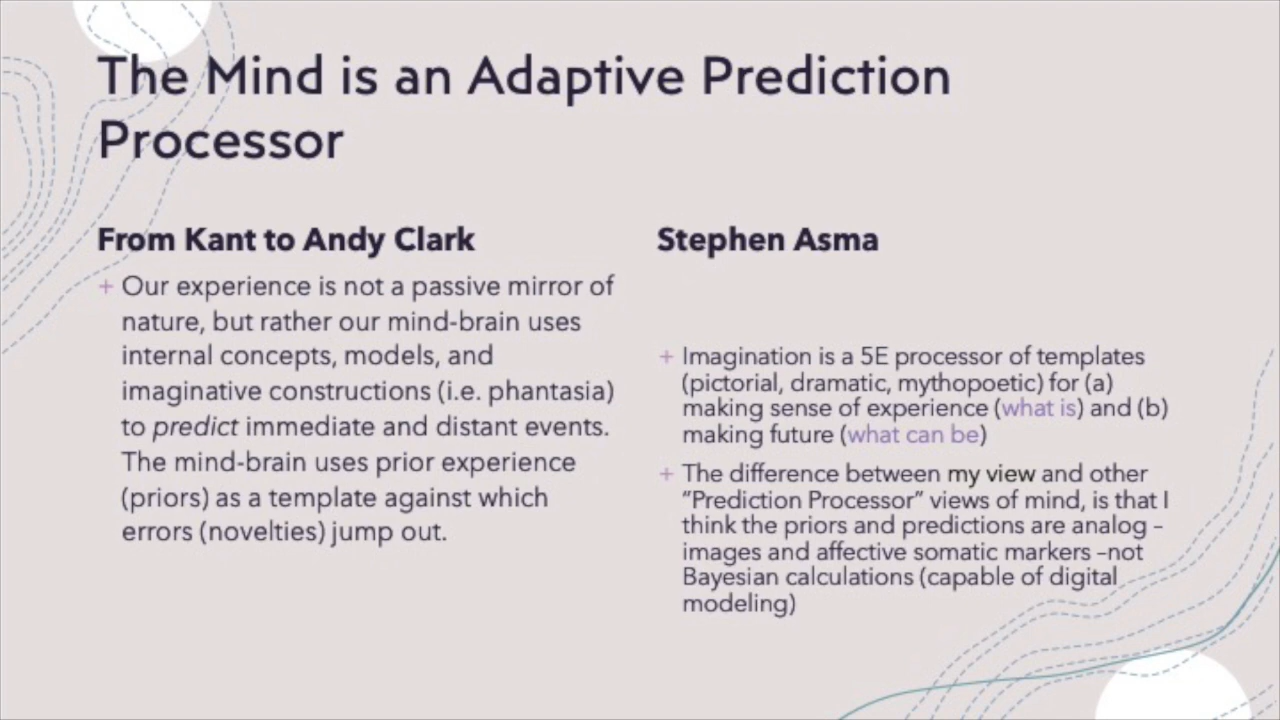 The Mind is an Adaptive Prediction
Processor
From Kant to Andy Clark
+ Our experience is not a passive mirror of
nature, but rather our mind-brain uses
internal concepts, models, and
imaginative constructions (i.e. phantasia)
to predict immediate and distant events.
The mind-brain uses prior experience
(priors) as a template against which
errors (novelties) jump out.
Stephen Asma
+ Imagination is a 5E processor of templates
(pictorial, dramatic, mythopoetic) for (a)
making sense of experience (what is) and (b)
making future (what can be)
+ The difference between my view and other
“Prediction Processor” views of mind, is that I
think the priors and predictions are analog –
images and affective somatic markers –not
Bayesian calculations (capable of digital
modeling)